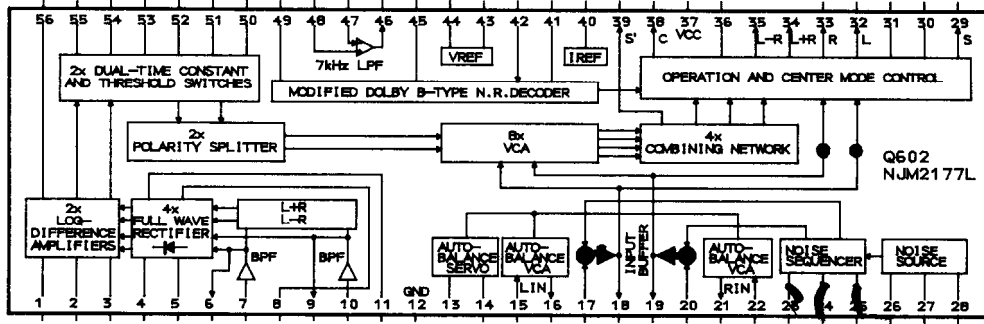 56 55 54 53 52 51 50 49 48 47 46 45 44 43 42 41 40 39 38 37 36 35 34 33 32 31 30 29
S' C VCC L-R L+R R L S
7kHz LPF
VREF
IREF
2x DUAL-TIME CONSTANT
AND THRESHOLD SWITCHES
MODIFIED DOLBY B-TYPE N.R.DECODER
OPERATION AND CENTER MODE CONTROL
2x
POLARITY SPLITTER
8x
VCA
4x
COMBINING NETWORK
Q602
NJM2177L
2x
LOG-
DIFFERENCE
AMPLIFIERS
4x
FULL WAVE
RECTIFIER
L+R
L-R
BPF
BPF
AUTO-
BALANCE
SERVO
AUTO-
BALANCE
VCA
INPUT
BUFFER
AUTO-
BALANCE
VCA
NOISE
SEQUENCER
NOISE
SOURCE
GND
LIN
RIN
1 2 3 4 5 6 7 8 9 10 11 12 13 14 15 16 17 18 19 20 21 22 23 24 25 26 27 28